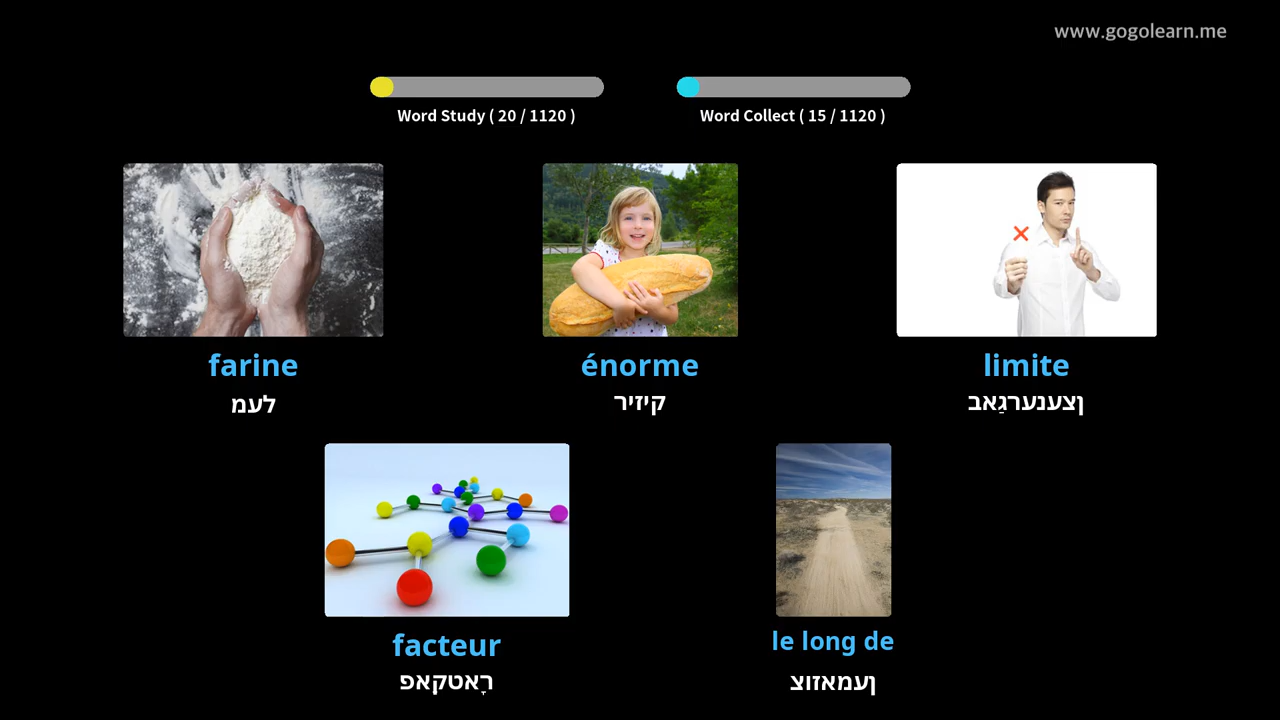 www.gogolearn.me
Word Study ( 20 / 1120 )
Word Collect ( 15 / 1120 )
farine
énorme
limite
לעמ
קיזיר
ןצענערגַאב
facteur
le long de
רָאטקאפ
ןעמאזוצ